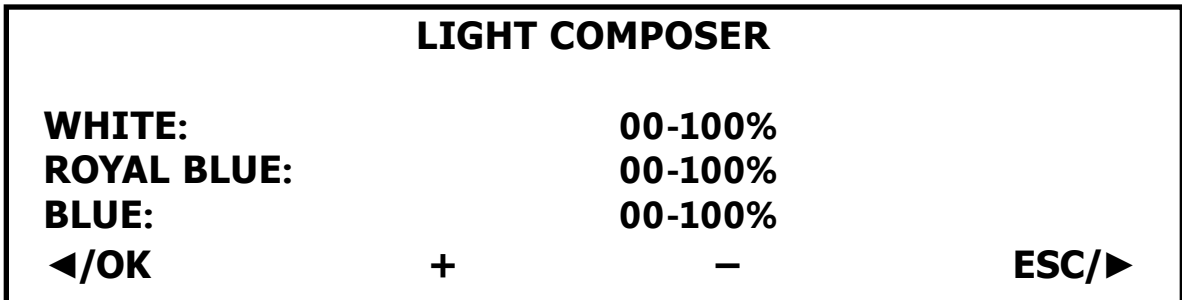 LIGHT COMPOSER
WHITE: 00-100%
ROYAL BLUE: 00-100%
BLUE: 00-100%
◄/OK + – ESC/►